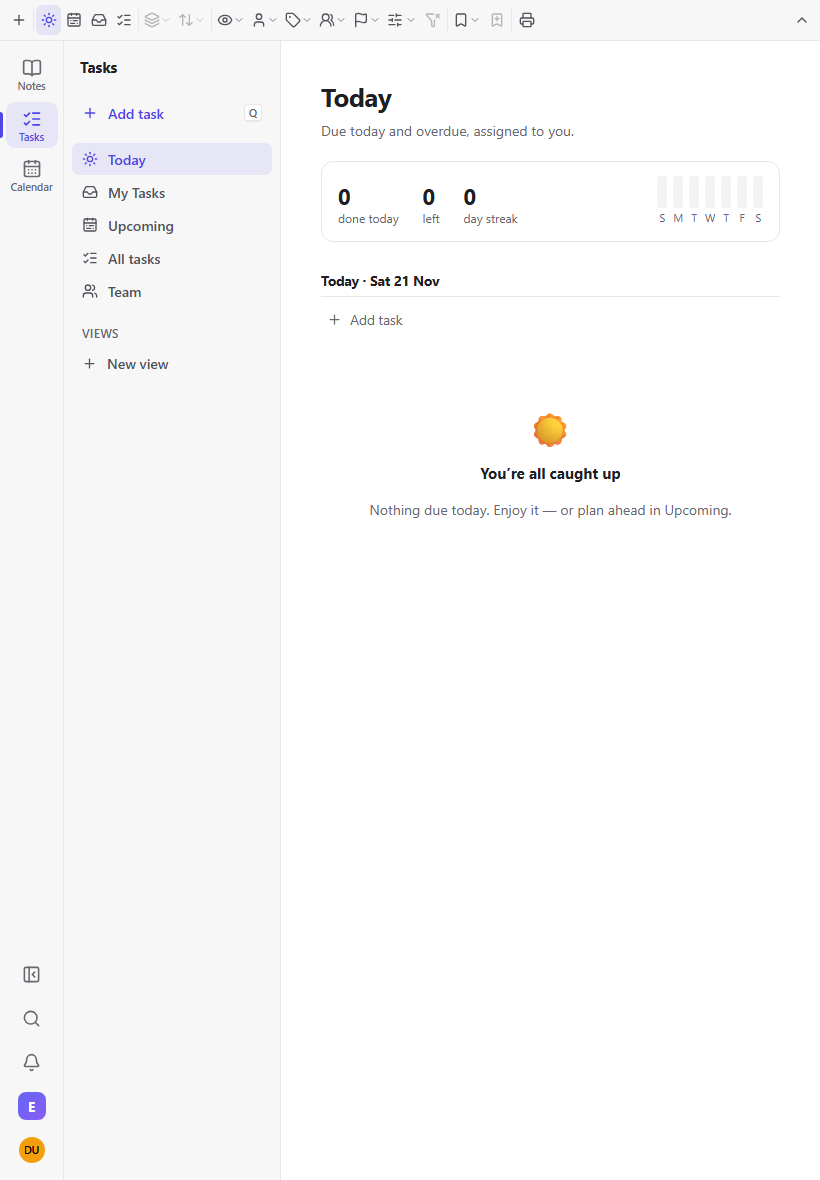 Notes
Tasks
Calendar
E
DU
Tasks
Add task Q
Today
My Tasks
Upcoming
All tasks
Team
VIEWS
New view
Today
Due today and overdue, assigned to you.
0 0 0
done today left day streak
S M T W T F S
Today · Sat 21 Nov
Add task
You're all caught up
Nothing due today. Enjoy it — or plan ahead in Upcoming.